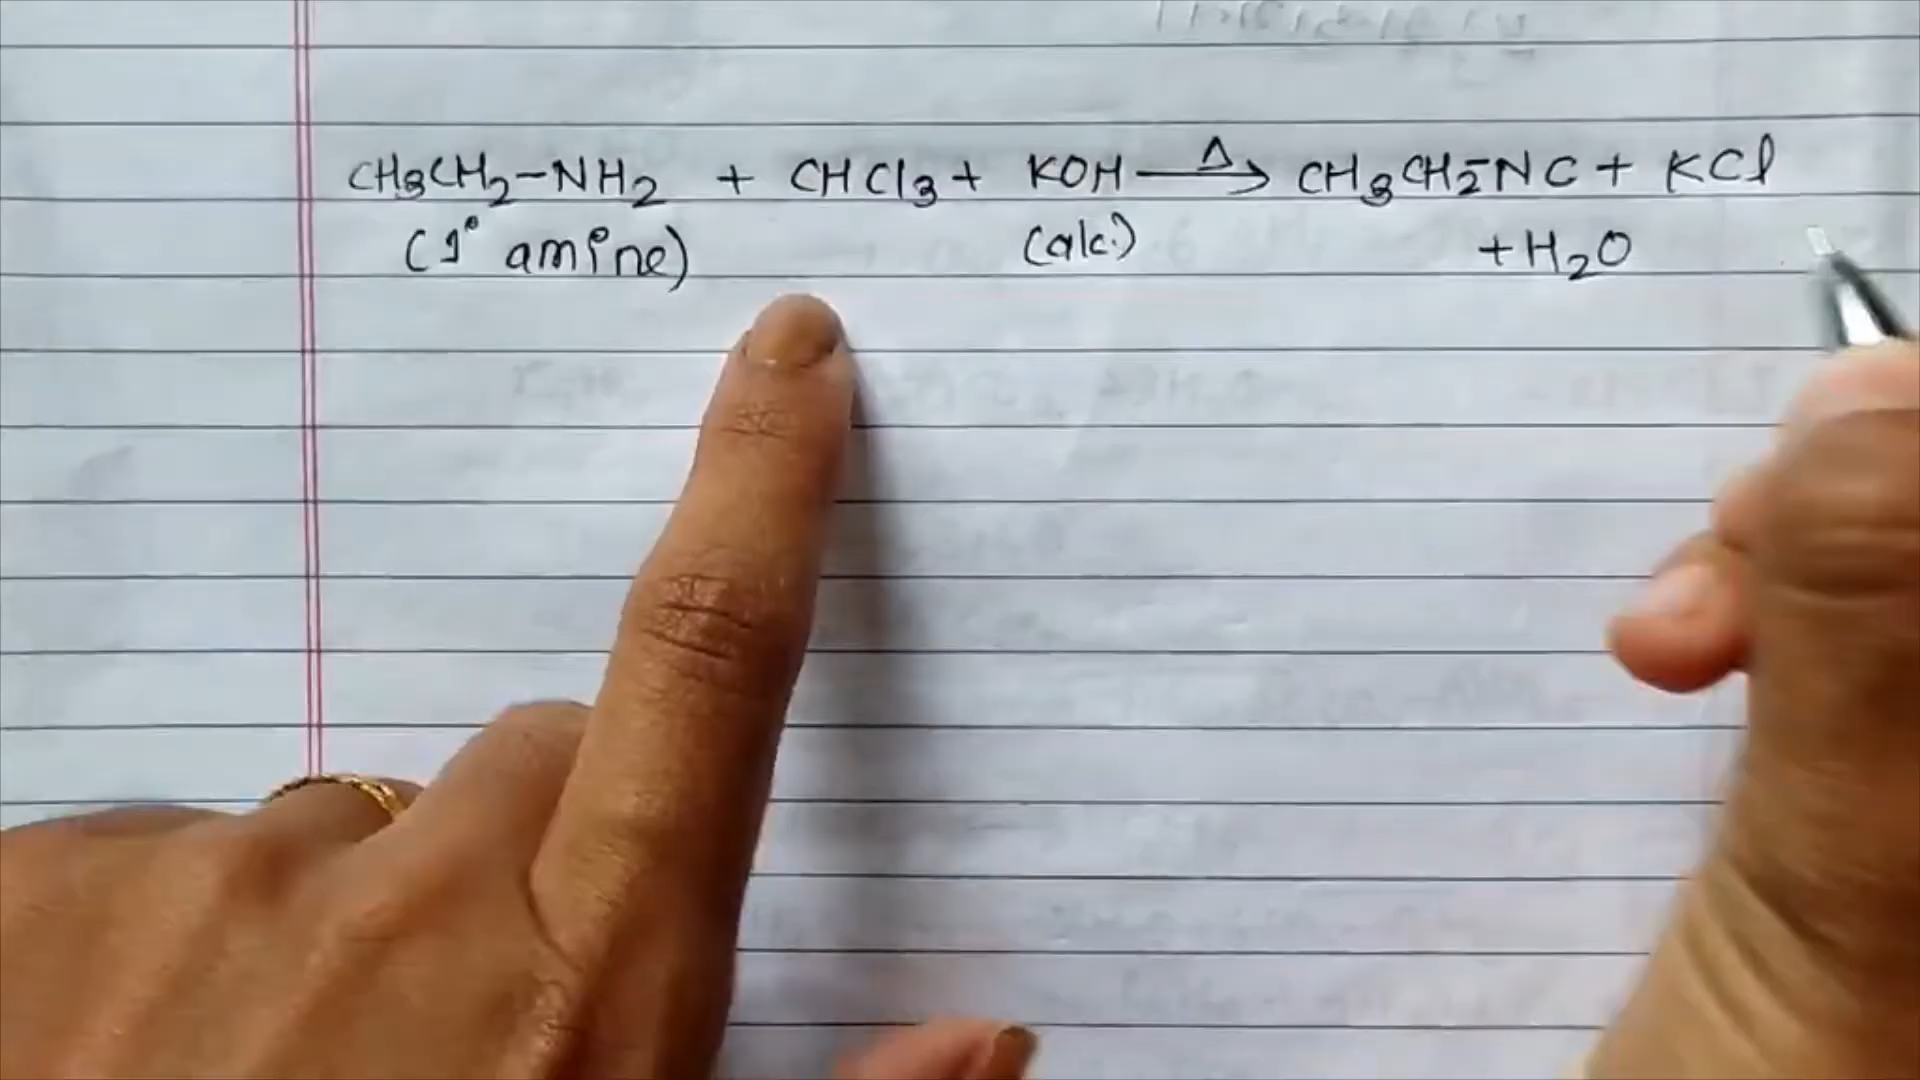 CH3CH2-NH2 + CHCl3 + KOH —Δ→ CH3CH2-NC + KCl
(1° amine) (alc.) + H2O